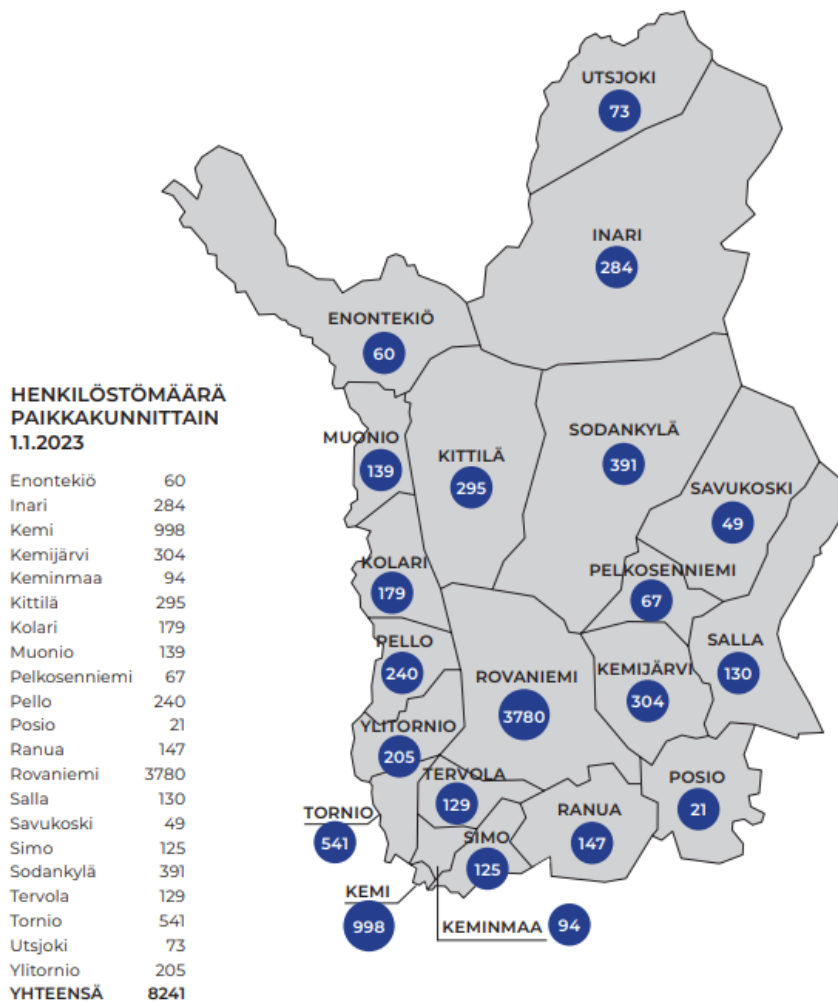 UTSJOKI
73
INARI
284
ENONTEKIÖ
60
HENKILÖSTÖMÄÄRÄ
PAIKKAKUNNITTAIN
1.1.2023
Enontekiö 60
Inari 284
Kemi 998
Kemijärvi 304
Keminmaa 94
Kittilä 295
Kolari 179
Muonio 139
Pelkosenniemi 67
Pello 240
Posio 21
Ranua 147
Rovaniemi 3780
Salla 130
Savukoski 49
Simo 125
Sodankylä 391
Tervola 129
Tornio 541
Utsjoki 73
Ylitornio 205
YHTEENSÄ 8241
MUONIO
139
KITTILÄ
295
SODANKYLÄ
391
SAVUKOSKI
49
KOLARI
179
PELKOSENNIEMI
67
PELLO
240
ROVANIEMI
3780
KEMIJÄRVI
304
SALLA
130
YLITORNIO
205
TERVOLA
129
RANUA
147
POSIO
21
TORNIO
541
SIMO
125
KEMI
998
KEMINMAA 94